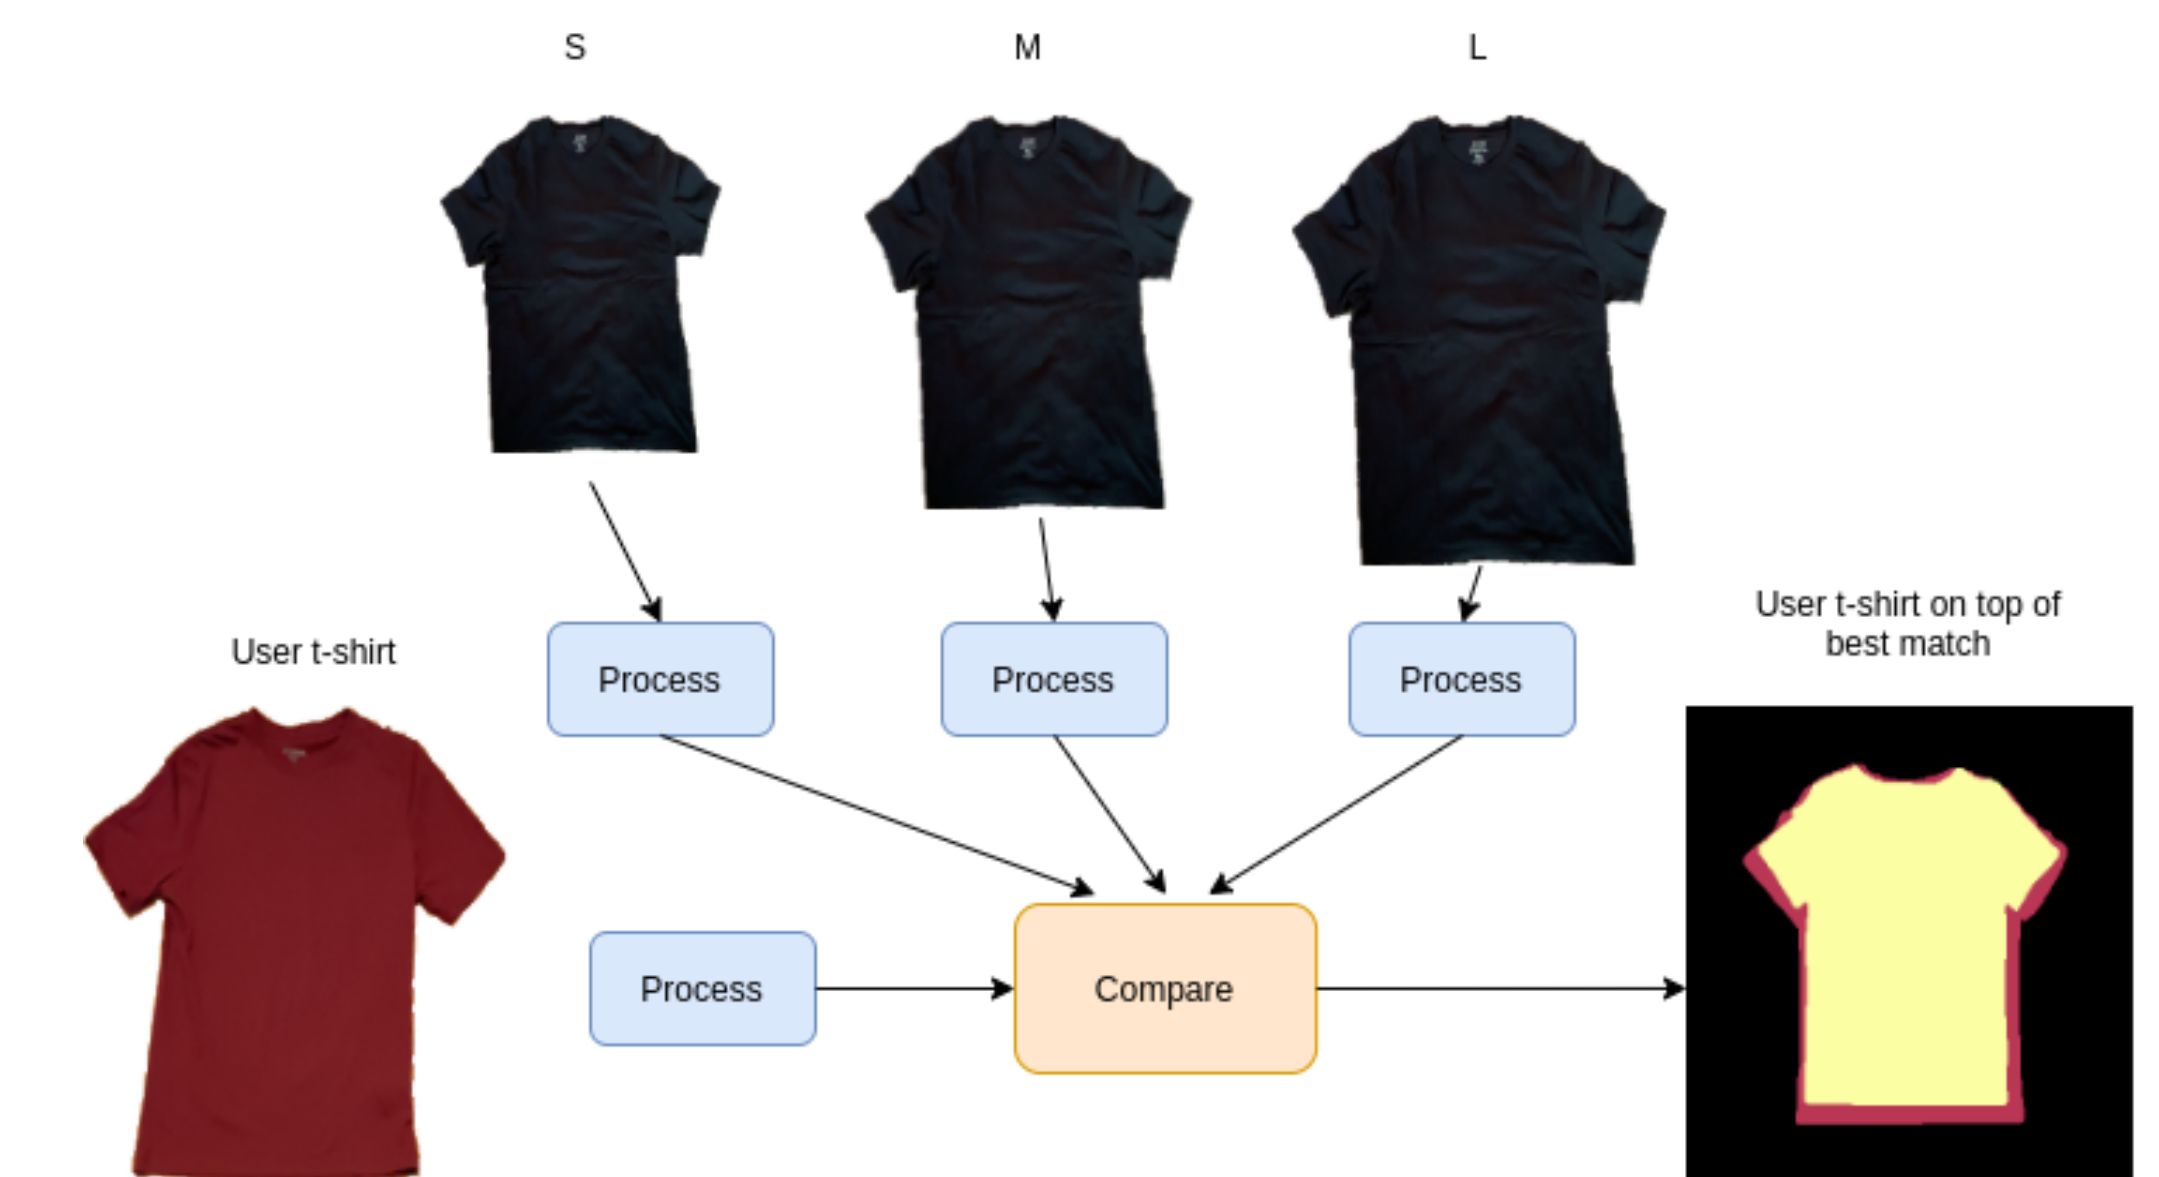 S
M
L
User t-shirt on top of
best match
User t-shirt
Process
Process
Process
Process
Compare